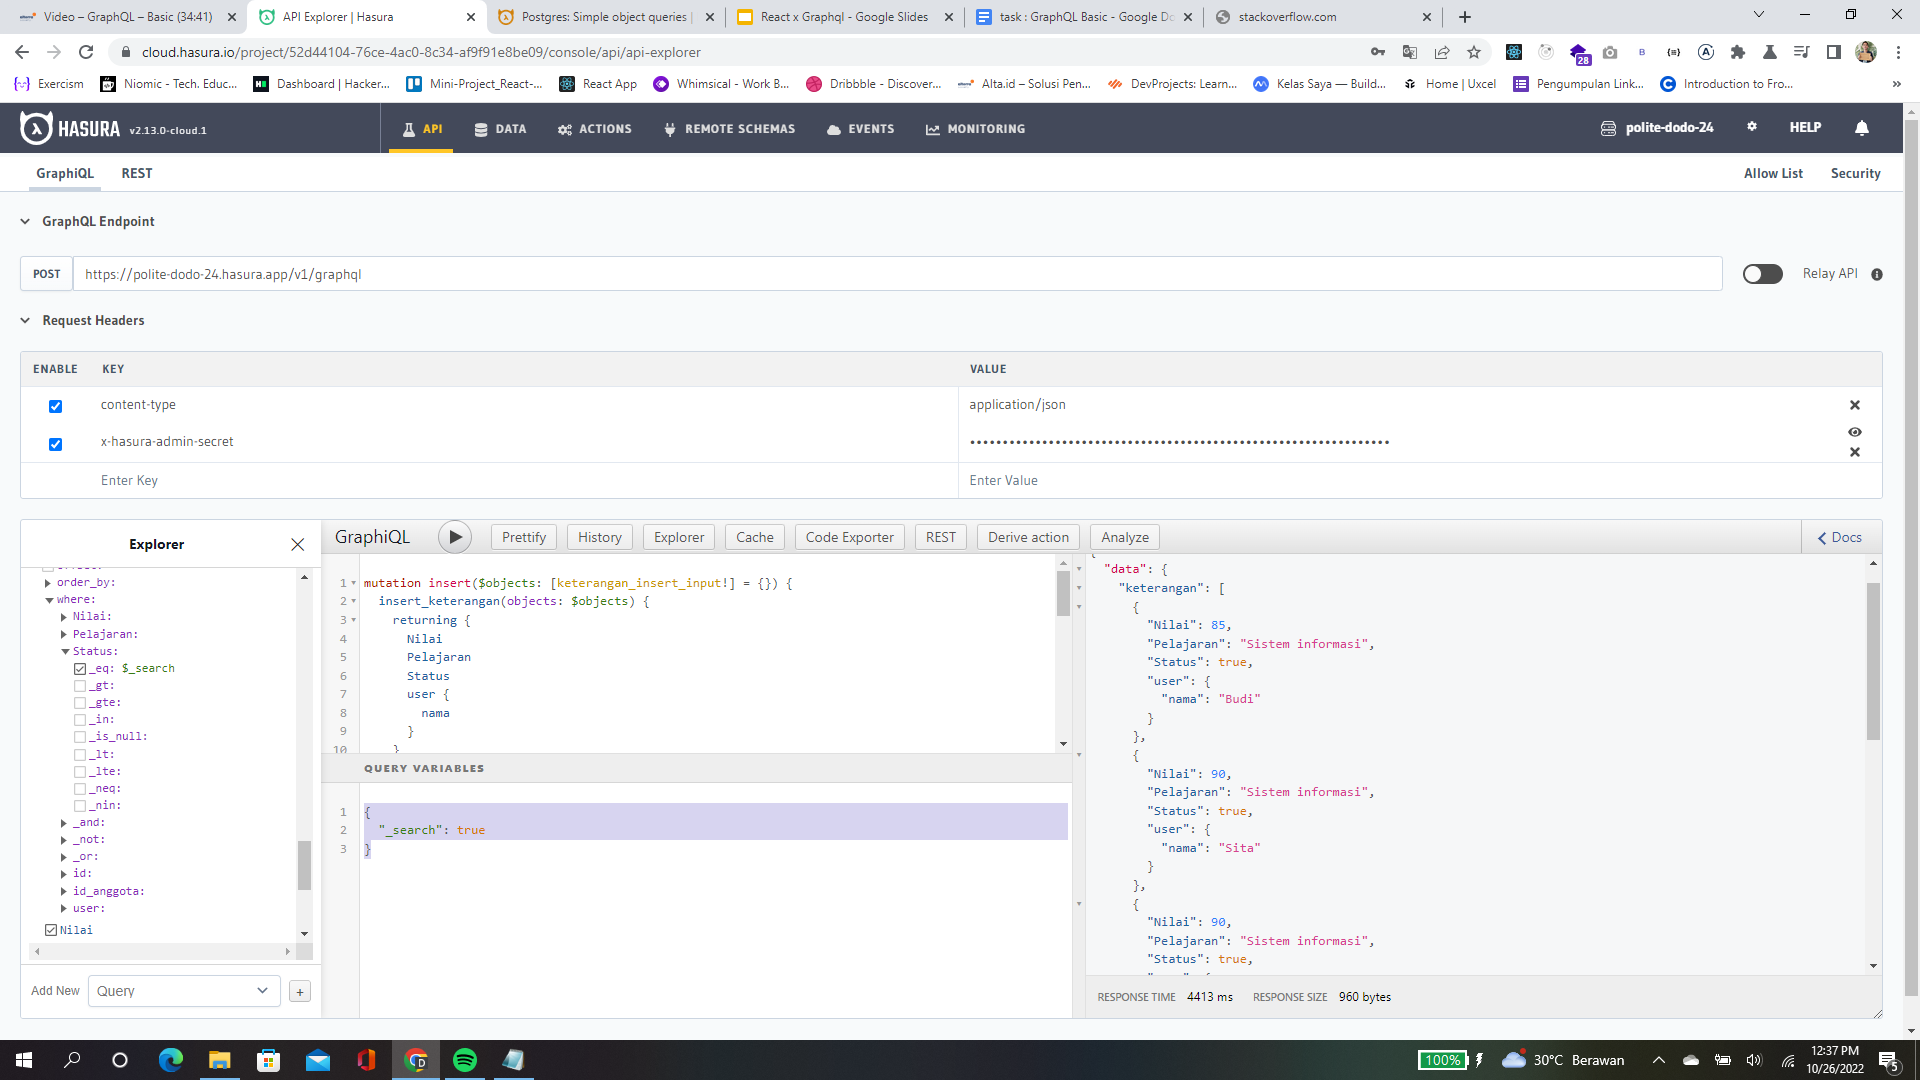 Video – GraphQL – Basic (34:41)
API Explorer | Hasura
Postgres: Simple object queries |
React x Graphql - Google Slides
task : GraphQL Basic - Google Do
stackoverflow.com
cloud.hasura.io/project/52d44104-76ce-4ac0-8c34-af9f91e8be09/console/api/api-explorer
28
Exercism
Niomic - Tech. Educ...
Dashboard | Hacker...
Mini-Project_React-...
React App
Whimsical - Work B...
Dribbble - Discover...
Alta.id – Solusi Pen...
DevProjects: Learn...
Kelas Saya — Build...
Home | Uxcel
Pengumpulan Link...
Introduction to Fro...
HASURA v2.13.0-cloud.1
API
DATA
ACTIONS
REMOTE SCHEMAS
EVENTS
MONITORING
polite-dodo-24
HELP
GraphiQL
REST
Allow List
Security
GraphQL Endpoint
POST
https://polite-dodo-24.hasura.app/v1/graphql
Relay API
Request Headers
ENABLE KEY VALUE
content-type application/json
x-hasura-admin-secret ••••••••••••••••••••••••••••••••••••••••••••••••••••••••••••••••
Enter Key Enter Value
Explorer
GraphiQL
Prettify
History
Explorer
Cache
Code Exporter
REST
Derive action
Analyze
Docs
order_by:
where:
Nilai:
Pelajaran:
Status:
_eq: $_search
_gt:
_gte:
_in:
_is_null:
_lt:
_lte:
_neq:
_nin:
_and:
_not:
_or:
id:
id_anggota:
user:
Nilai
Add New
Query
+
1 mutation insert($objects: [keterangan_insert_input!] = {}) {
2 insert_keterangan(objects: $objects) {
3 returning {
4 Nilai
5 Pelajaran
6 Status
7 user {
8 nama
9 }
10 }
QUERY VARIABLES
1 {
2 "_search": true
3 }
"data": {
"keterangan": [
{
"Nilai": 85,
"Pelajaran": "Sistem informasi",
"Status": true,
"user": {
"nama": "Budi"
}
},
{
"Nilai": 90,
"Pelajaran": "Sistem informasi",
"Status": true,
"user": {
"nama": "Sita"
}
},
{
"Nilai": 90,
"Pelajaran": "Sistem informasi",
"Status": true,
RESPONSE TIME 4413 ms RESPONSE SIZE 960 bytes
100%
30°C Berawan
12:37 PM
10/26/2022
5